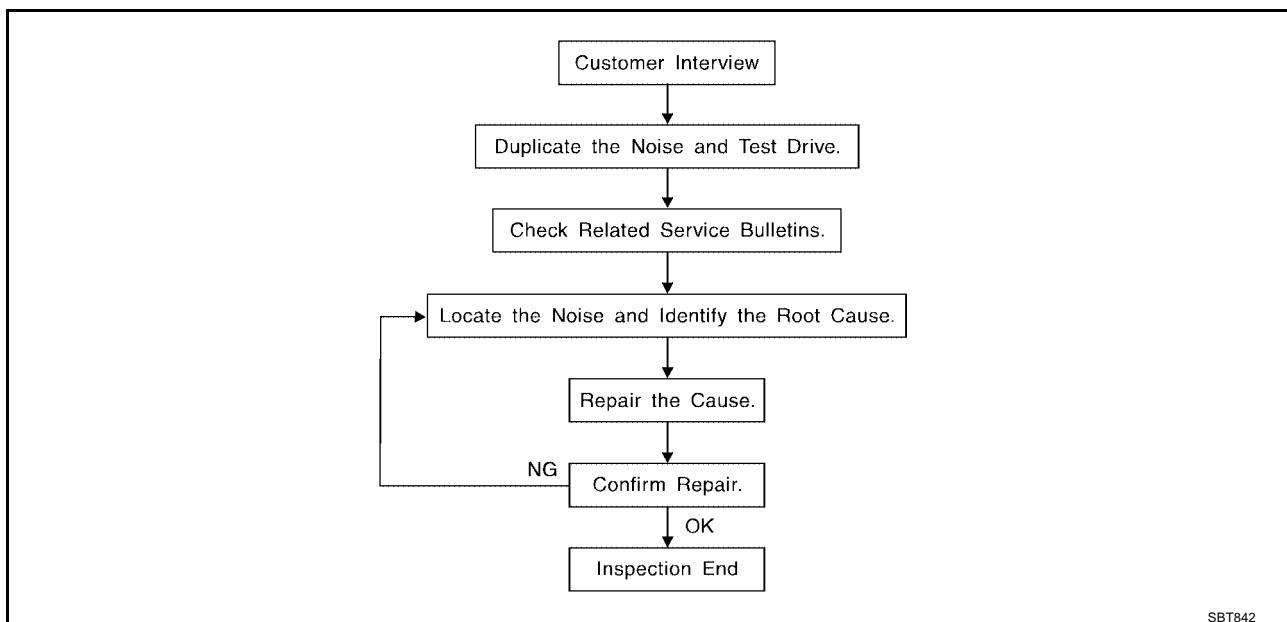 Customer Interview
Duplicate the Noise and Test Drive.
Check Related Service Bulletins.
Locate the Noise and Identify the Root Cause.
Repair the Cause.
NG
Confirm Repair.
OK
Inspection End
SBT842